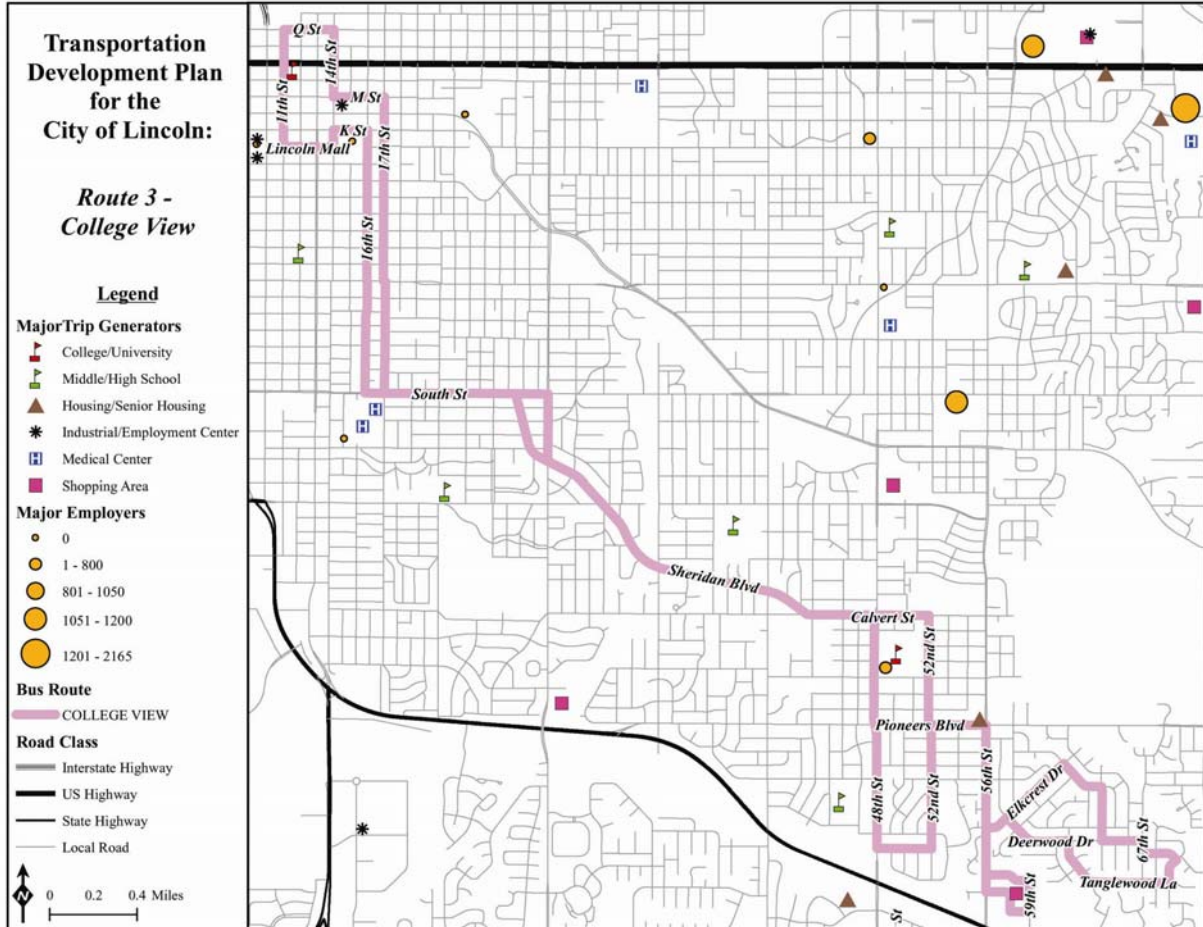 Transportation
Development Plan
for the
City of Lincoln:
Route 3 -
College View
Legend
MajorTrip Generators
College/University
Middle/High School
Housing/Senior Housing
Industrial/Employment Center
H Medical Center
Shopping Area
Major Employers
0
1 - 800
801 - 1050
1051 - 1200
1201 - 2165
Bus Route
COLLEGE VIEW
Road Class
Interstate Highway
US Highway
State Highway
Local Road
N
0 0.2 0.4 Miles
Q St
14th St
11th St
M St
K St
Lincoln Mall
17th St
16th St
H
H
H
H
South St
H
H
Sheridan Blvd
Calvert St
52nd St
Pioneers Blvd
56th St
48th St
52nd St
Elkcrest Dr
Deerwood Dr
67th St
Tanglewood La
59th St
St